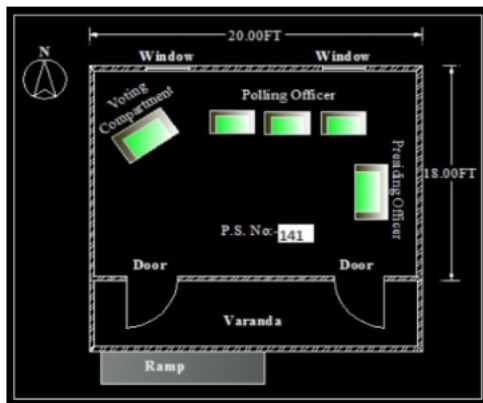 20.00FT
N
Window
Window
Voting
Compartment
Polling Officer
Presiding Officer
18.00FT
P.S. No:- 141
Door
Door
Varanda
Ramp